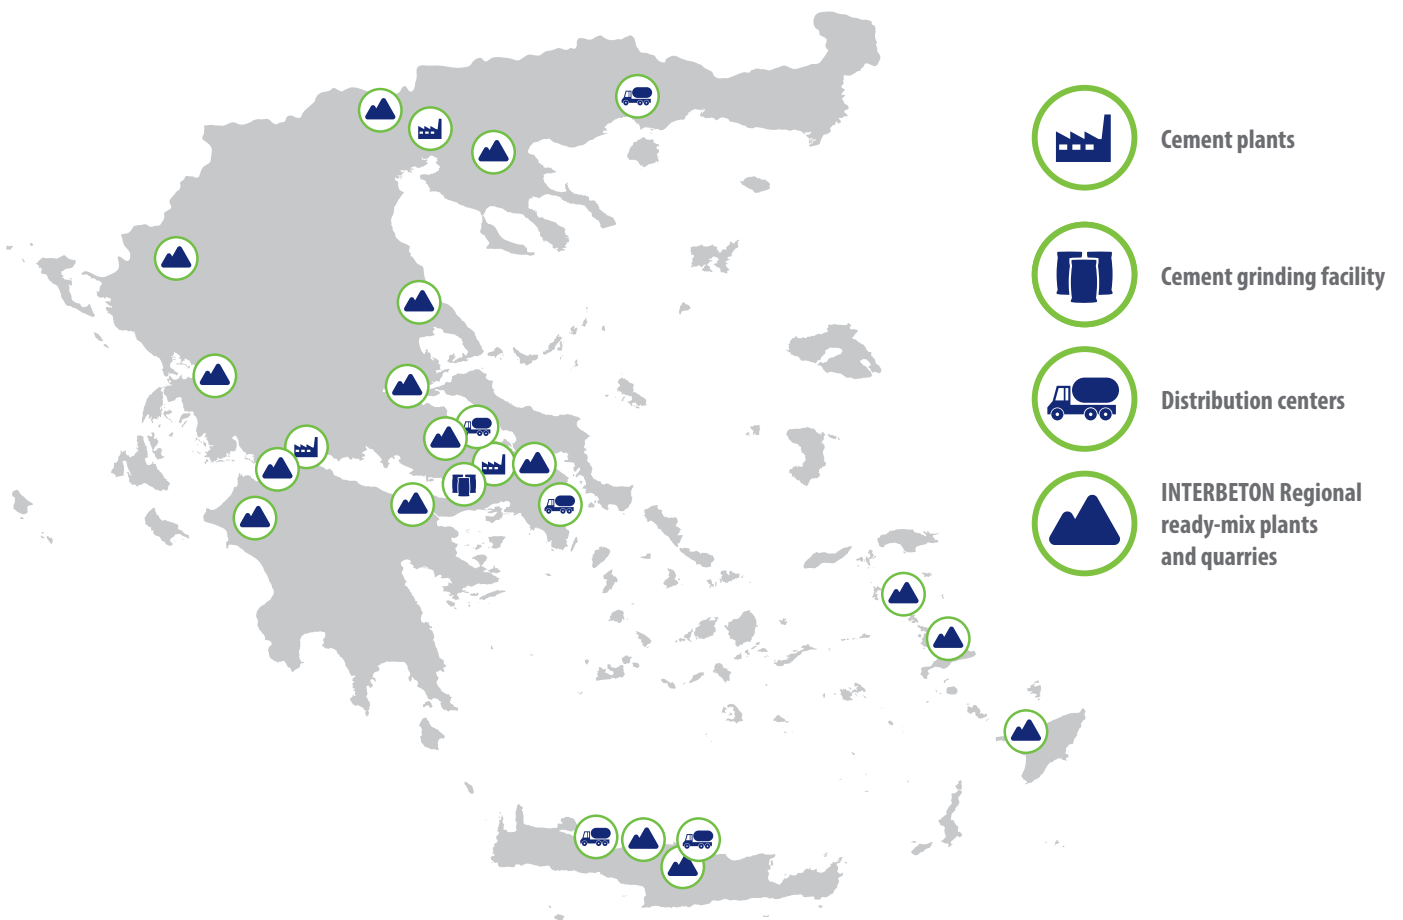 Cement plants
Cement grinding facility
Distribution centers
INTERBETON Regional
ready-mix plants
and quarries